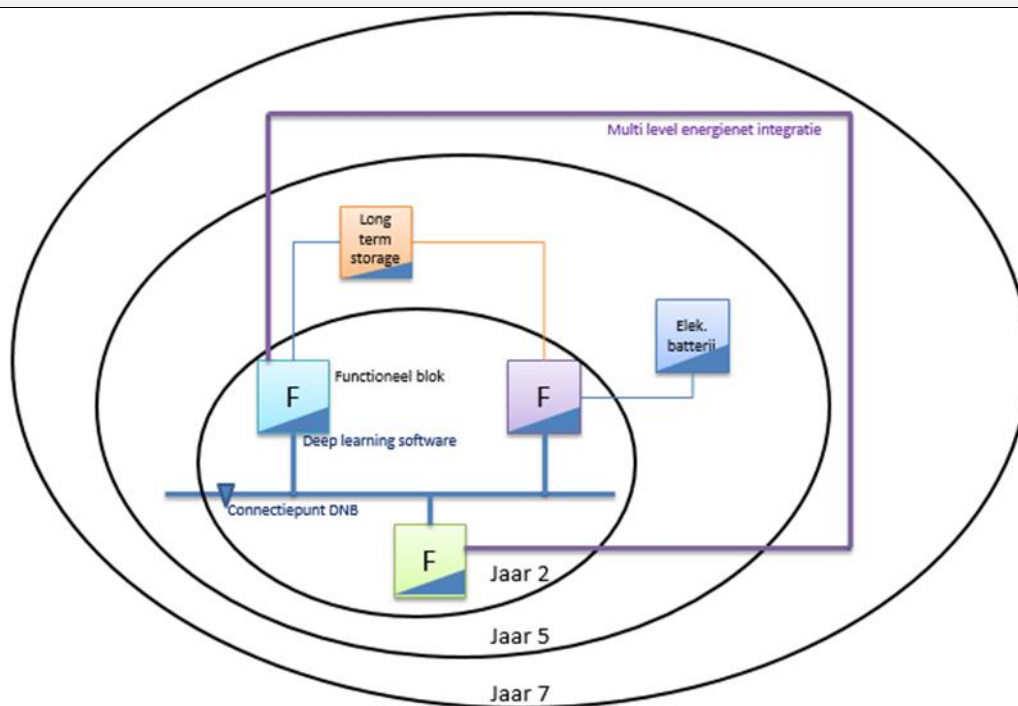 Multi level energienet integratie
Long
term
storage
Elek.
batterij
F
Functioneel blok
F
Deep learning software
Connectiepunt DNB
F
Jaar 2
Jaar 5
Jaar 7